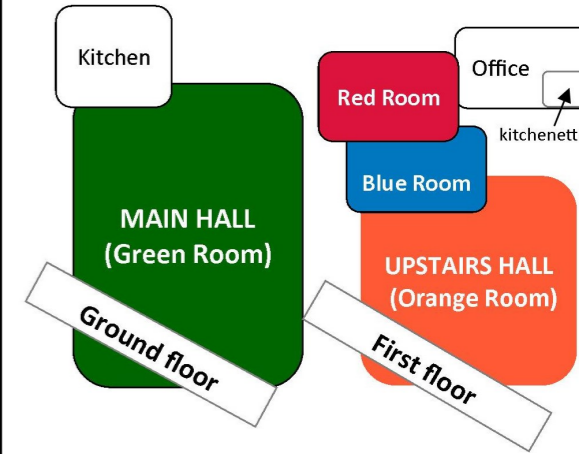 Kitchen
MAIN HALL
(Green Room)
Ground floor
Red Room
Office
kitchenett
Blue Room
UPSTAIRS HALL
(Orange Room)
First floor